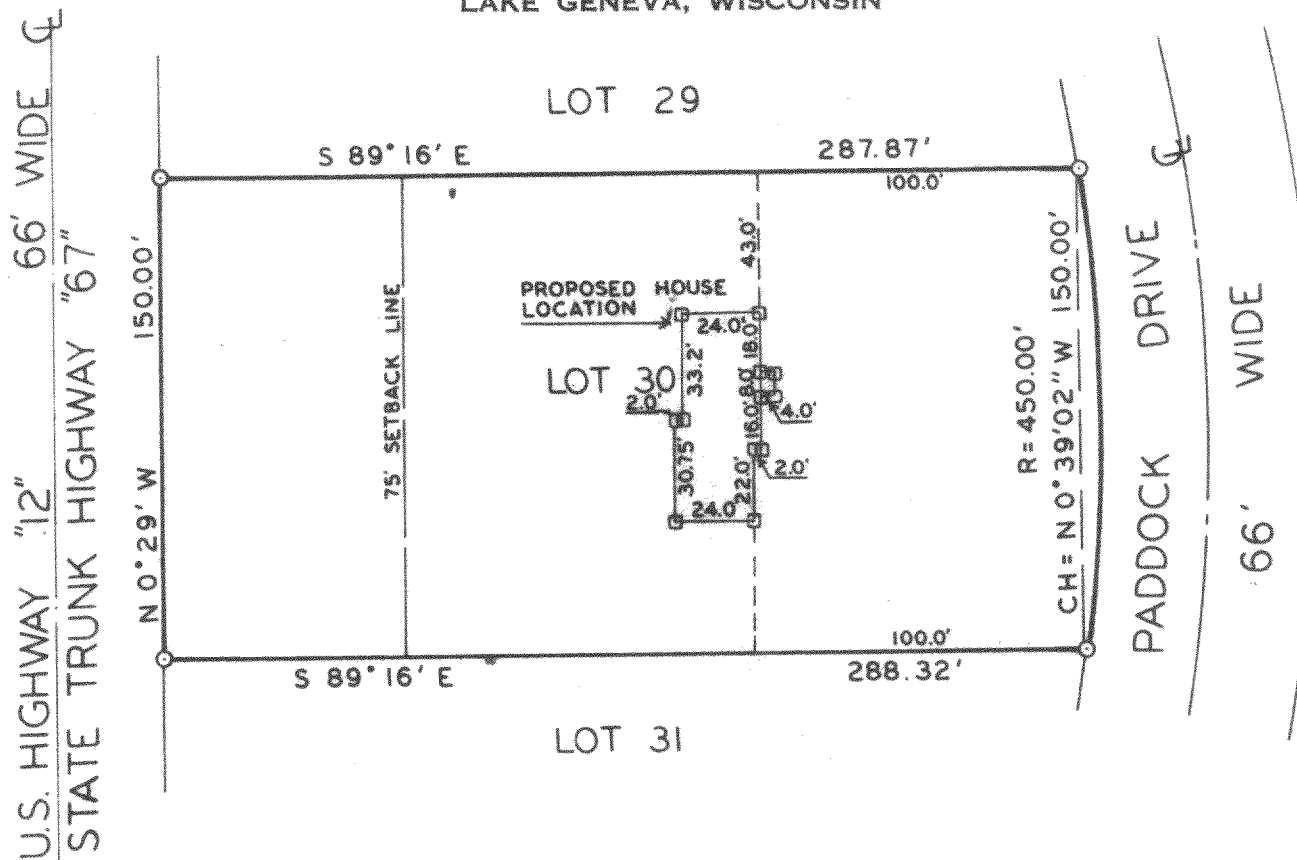 LAKE GENEVA, WISCONSIN
LOT 29
S 89° 16' E
287.87'
100.0'
U.S. HIGHWAY "12" 66' WIDE ℄
STATE TRUNK HIGHWAY "67"
N 0° 29' W 150.00'
75' SETBACK LINE
43.0'
PROPOSED HOUSE
LOCATION
24.0'
18.0'
33.2'
LOT 30
8.0'
4.0'
2.0'
16.0'
30.75'
22.0'
2.0'
24.0'
R = 450.00'
CH = N 0° 39' 02" W 150.00'
PADDOCK DRIVE ℄
66' WIDE
100.0'
S 89° 16' E
288.32'
LOT 31